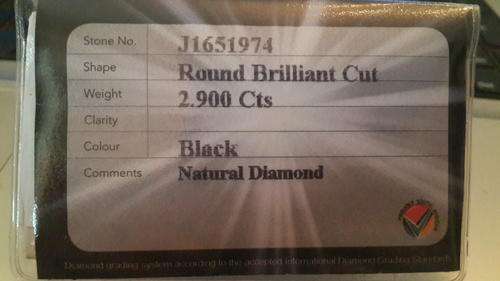 Stone No. J1651974
Shape Round Brilliant Cut
Weight 2.900 Cts
Clarity
Colour Black
Comments Natural Diamond
Diamond grading system according to the accepted International Diamond Grading Standards